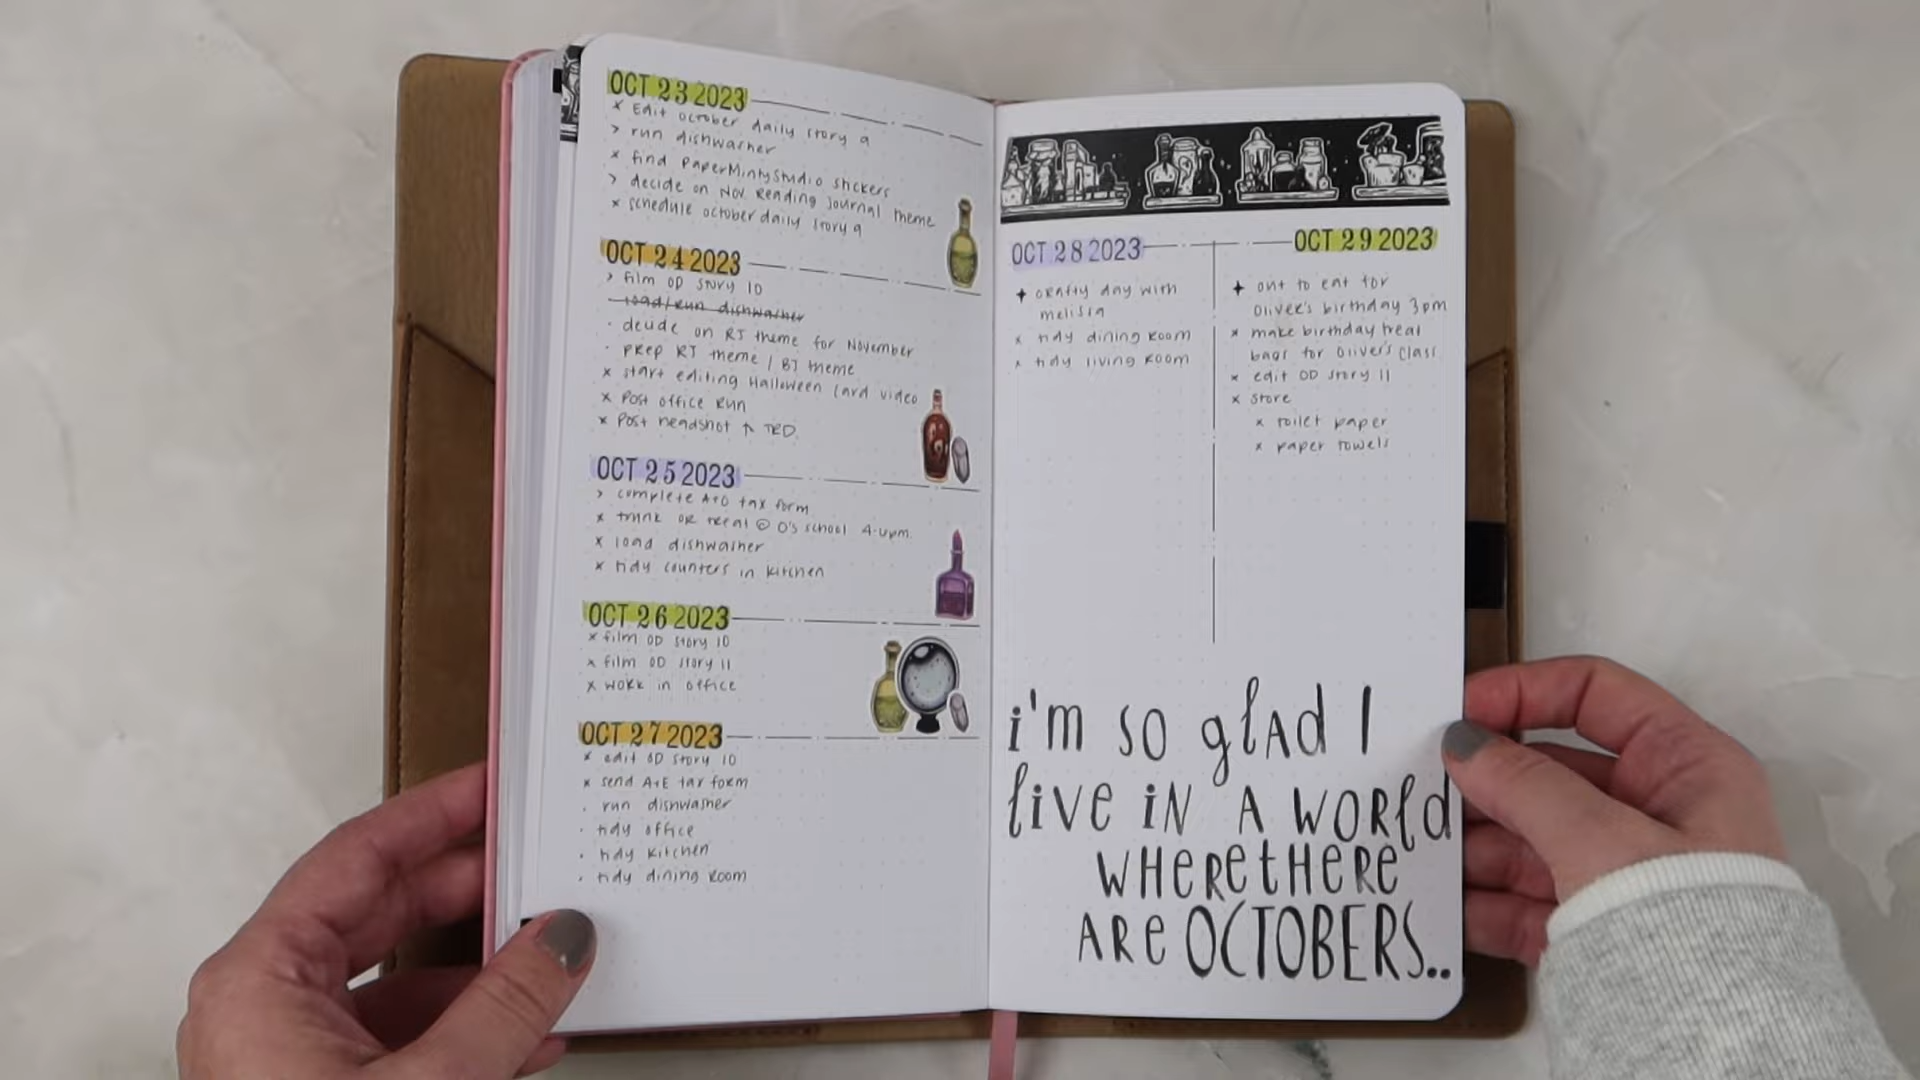 OCT 23 2023
x Edit october daily story 9
> run dishwasher
x find PaperMintyStudio stickers
> decide on Nov. Reading Journal theme
x schedule october daily story 9
OCT 24 2023
> film OD story 10
- load/run dishwasher
· decide on RJ theme for November
· prep RJ theme / BJ theme
x start editing Halloween card video
x Post office run
x Post headshot ↑ TRD
OCT 25 2023
> complete tax form
x trunk or treat @ O's school 4-6pm.
x load dishwasher
x tidy counters in kitchen
OCT 26 2023
x film OD story 10
x film OD story 11
x work in office
OCT 27 2023
x edit OD story 10
x send A+E tax form
· run dishwasher
· tidy office
· tidy kitchen
· tidy dining room
OCT 28 2023
✦ crafty day with
melissa
x tidy dining room
x tidy living room
OCT 29 2023
✦ out to eat for
Oliver's birthday 3pm
x make birthday treat
bags for Oliver's class
x edit OD story 11
x store
x toilet paper
x paper towels
i'm so glad I
live in a world
where there
are OCTOBERS..